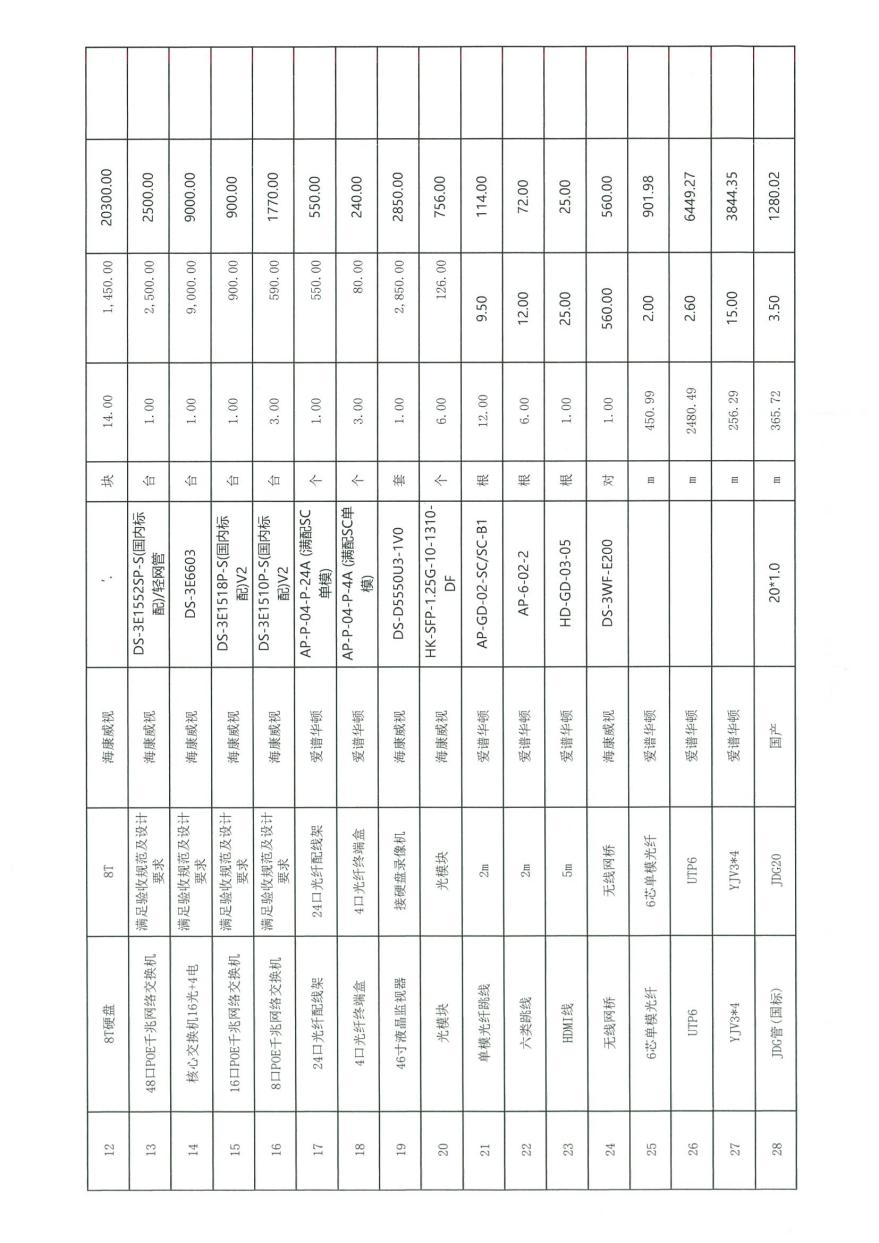 12 8T硬盘 8T 海康威视 块 14.00 1,450.00 20300.00
13 48口POE千兆网络交换机 满足验收规范及设计要求 海康威视 DS-3E1552SP-S(国内标配)/轻网管 台 1.00 2,500.00 2500.00
14 核心交换机16光+4电 满足验收规范及设计要求 海康威视 DS-3E6603 台 1.00 9,000.00 9000.00
15 16口POE千兆网络交换机 满足验收规范及设计要求 海康威视 DS-3E1518P-S(国内标配)V2 台 1.00 900.00 900.00
16 8口POE千兆网络交换机 满足验收规范及设计要求 海康威视 DS-3E1510P-S(国内标配)V2 台 3.00 590.00 1770.00
17 24口光纤配线架 24口光纤配线架 爱谱华顿 AP-P-04-P-24A (满配SC单模) 个 1.00 550.00 550.00
18 4口光纤终端盒 4口光纤终端盒 爱谱华顿 AP-P-04-P-4A (满配SC单模) 个 3.00 80.00 240.00
19 46寸液晶监视器 接硬盘录像机 海康威视 DS-D5550U3-1V0 套 1.00 2,850.00 2850.00
20 光模块 光模块 海康威视 HK-SFP-1.25G-10-1310-DF 个 6.00 126.00 756.00
21 单模光纤跳线 2m 爱谱华顿 AP-GD-02-SC/SC-B1 根 12.00 9.50 114.00
22 六类跳线 2m 爱谱华顿 AP-6-02-2 根 6.00 12.00 72.00
23 HDMI线 5m 爱谱华顿 HD-GD-03-05 根 1.00 25.00 25.00
24 无线网桥 无线网桥 海康威视 DS-3WF-E200 对 1.00 560.00 560.00
25 6芯单模光纤 6芯单模光纤 爱谱华顿 m 450.99 2.00 901.98
26 UTP6 UTP6 爱谱华顿 m 2480.49 2.60 6449.27
27 YJV3*4 YJV3*4 爱谱华顿 m 256.29 15.00 3844.35
28 JDG管(国标) JDG20 国产 20*1.0 m 365.72 3.50 1280.02